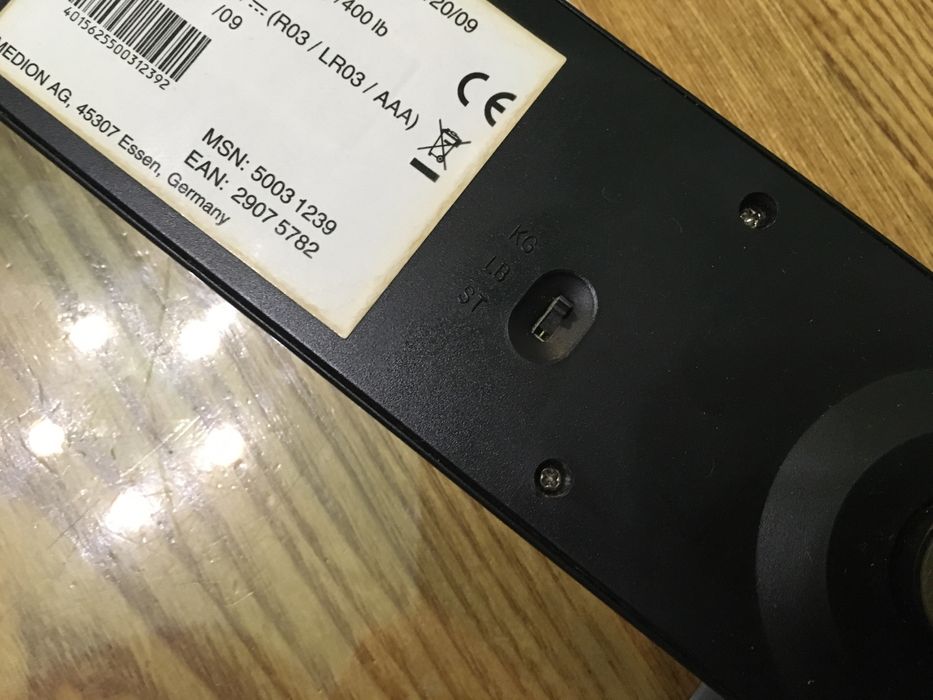 20/09
/400 lb
(R03 / LR03 / AAA)
/09
4015625500312392
MEDION AG, 45307 Essen, Germany
MSN: 5003 1239
EAN: 2907 5782
CE
KG
LB
ST